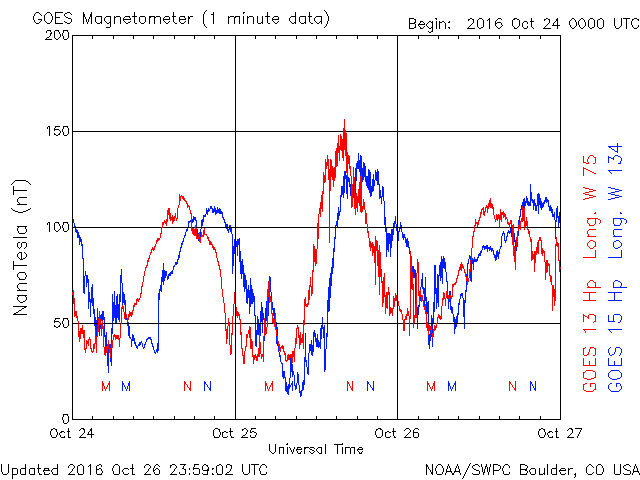 GOES Magnetometer (1 minute data)
Begin: 2016 Oct 24 0000 UTC
200
150
100
50
0
NanoTesla (nT)
M M N N M M N N M M N N
Oct 24 Oct 25 Oct 26 Oct 27
Universal Time
GOES 13 Hp Long. W 75
GOES 15 Hp Long. W 134
Updated 2016 Oct 26 23:59:02 UTC
NOAA/SWPC Boulder, CO USA